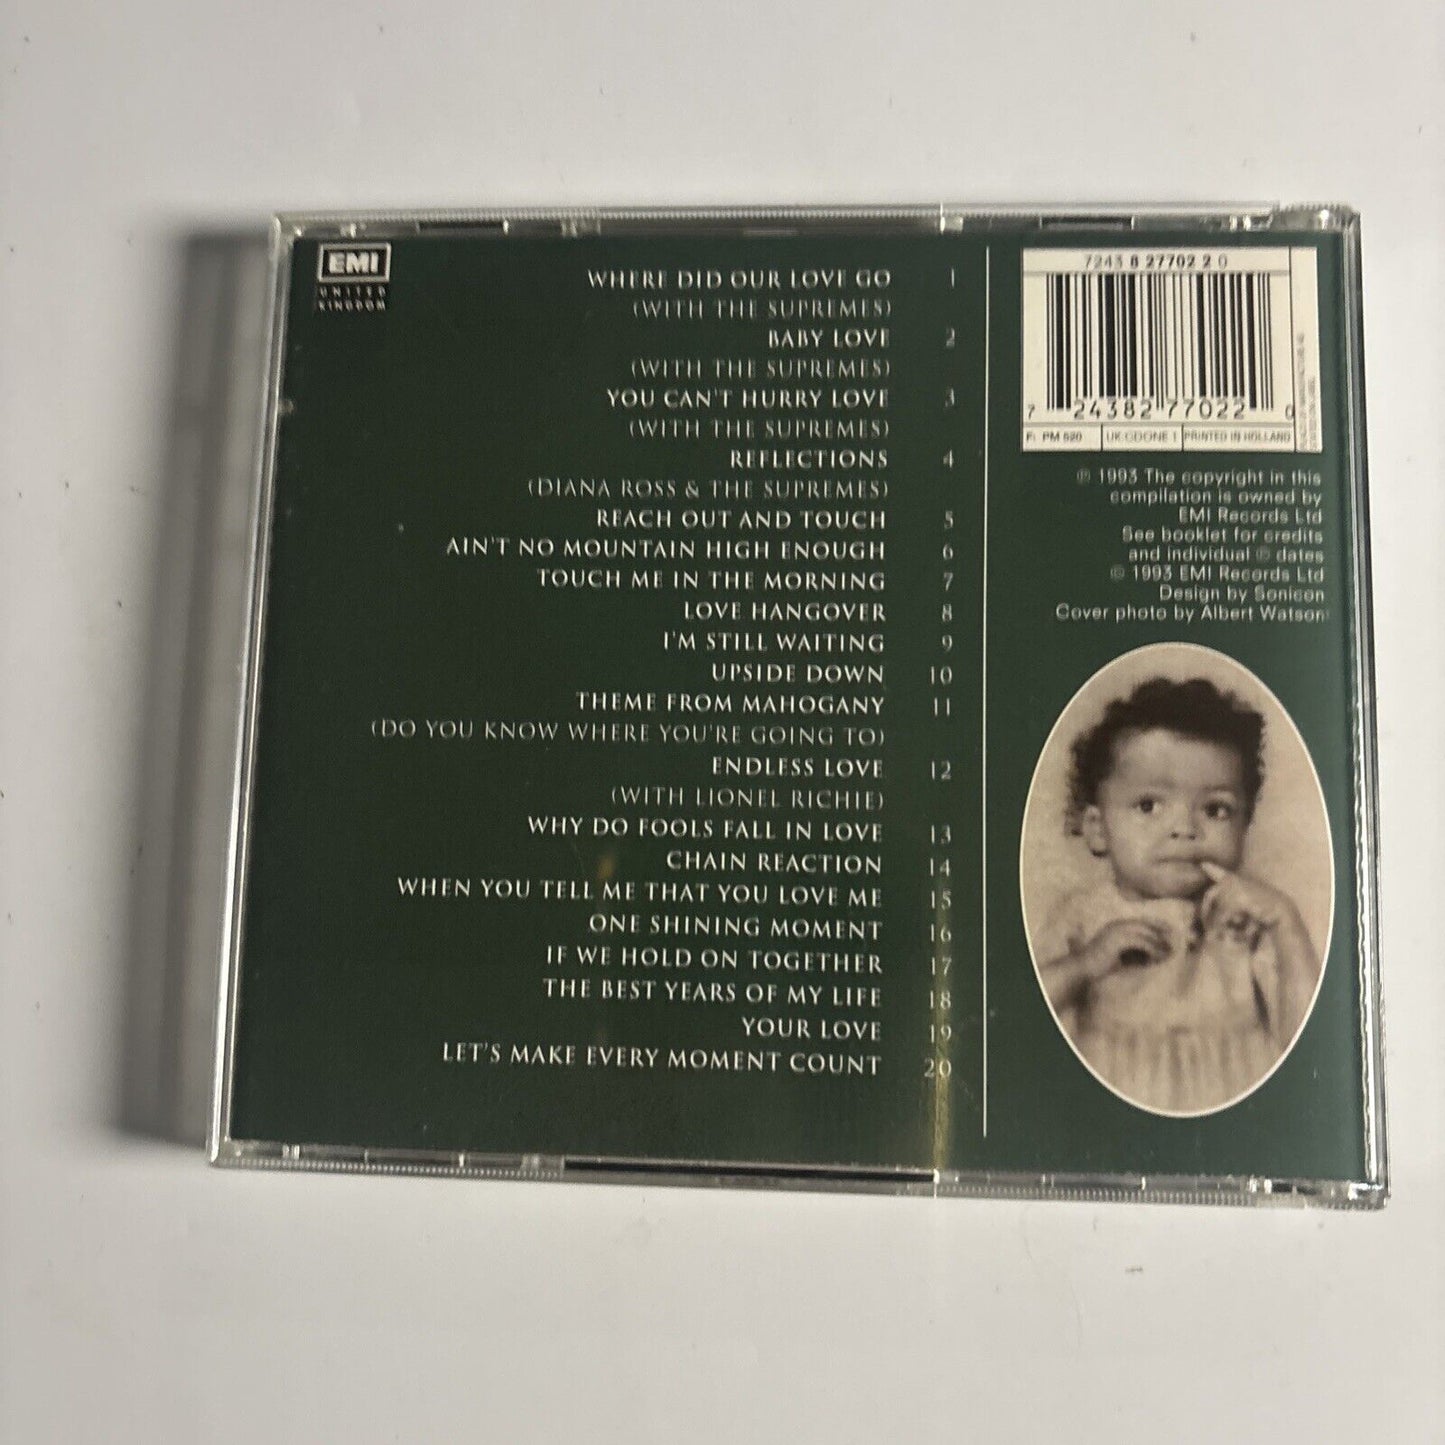 EMI
UNITED
KINGDOM
WHERE DID OUR LOVE GO 1
(WITH THE SUPREMES)
BABY LOVE 2
(WITH THE SUPREMES)
YOU CAN'T HURRY LOVE 3
(WITH THE SUPREMES)
REFLECTIONS 4
(DIANA ROSS & THE SUPREMES)
REACH OUT AND TOUCH 5
AIN'T NO MOUNTAIN HIGH ENOUGH 6
TOUCH ME IN THE MORNING 7
LOVE HANGOVER 8
I'M STILL WAITING 9
UPSIDE DOWN 10
THEME FROM MAHOGANY 11
(DO YOU KNOW WHERE YOU'RE GOING TO)
ENDLESS LOVE 12
(WITH LIONEL RICHIE)
WHY DO FOOLS FALL IN LOVE 13
CHAIN REACTION 14
WHEN YOU TELL ME THAT YOU LOVE ME 15
ONE SHINING MOMENT 16
IF WE HOLD ON TOGETHER 17
THE BEST YEARS OF MY LIFE 18
YOUR LOVE 19
LET'S MAKE EVERY MOMENT COUNT 20
7243 8 27702 2 0
7 24382 77022 0
F: PM 520 UK:CDONE 1 PRINTED IN HOLLAND
℗ 1993 The copyright in this
compilation is owned by
EMI Records Ltd
See booklet for credits
and individual ℗ dates
© 1993 EMI Records Ltd
Design by Sonicon
Cover photo by Albert Watson